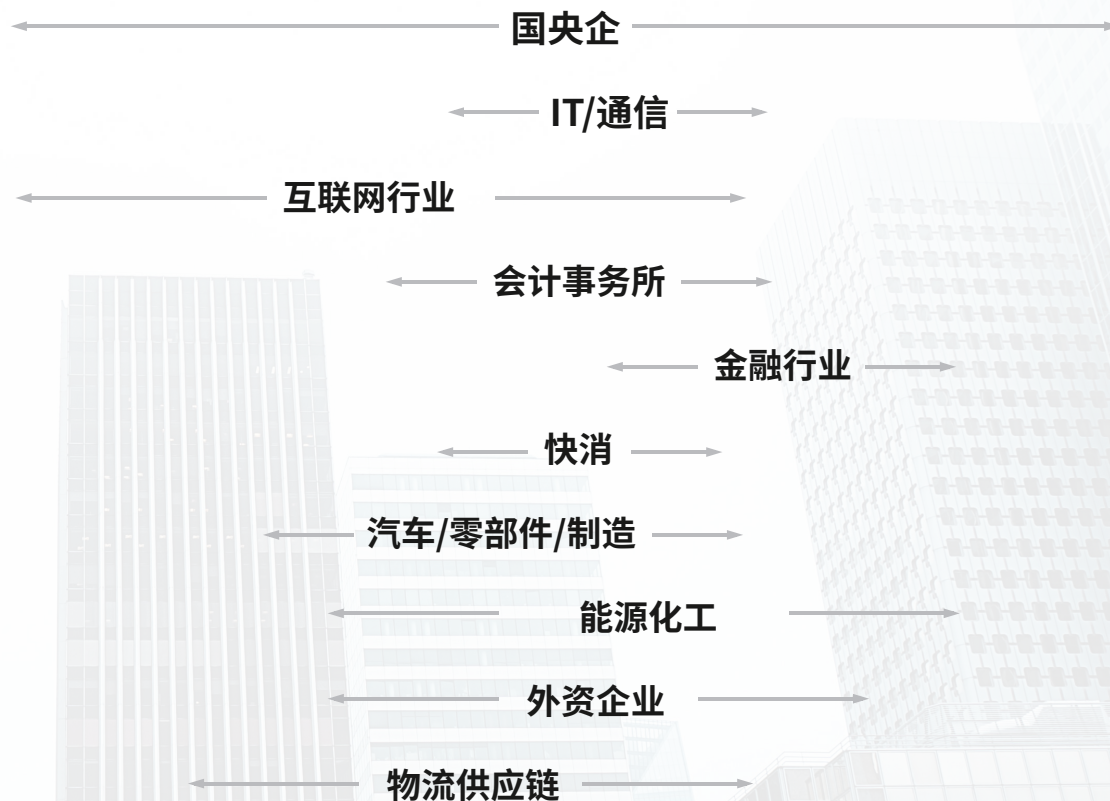 国央企
IT/通信
互联网行业
会计事务所
金融行业
快消
汽车/零部件/制造
能源化工
外资企业
物流供应链